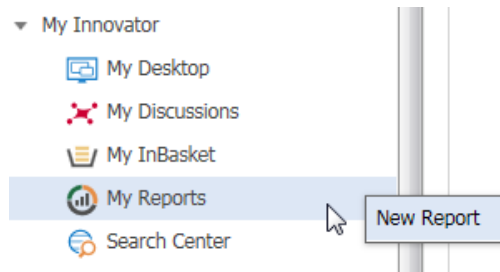 My Innovator
My Desktop
My Discussions
My InBasket
My Reports
New Report
Search Center